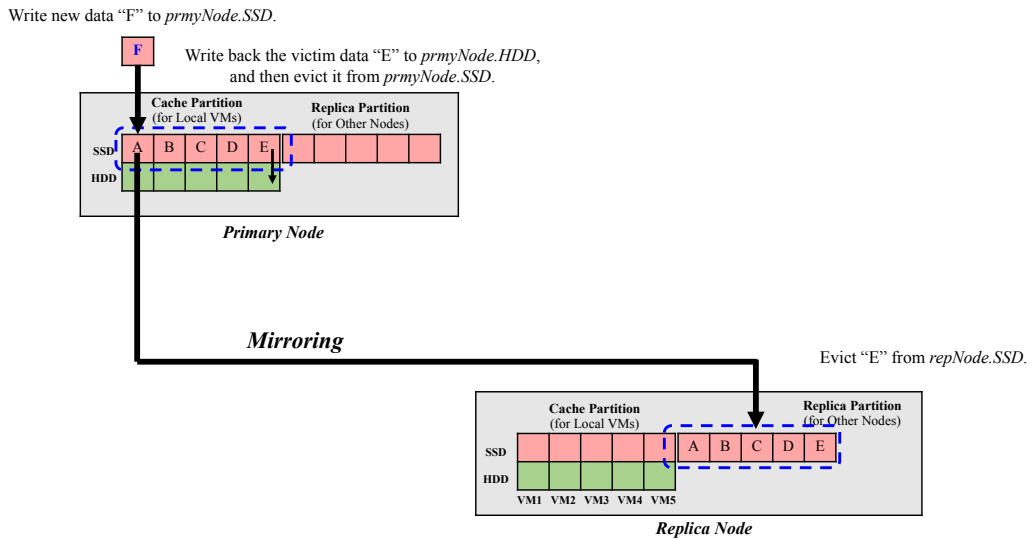 Write new data “F” to prmyNode.SSD.
F
Write back the victim data “E” to prmyNode.HDD,
and then evict it from prmyNode.SSD.
Cache Partition
(for Local VMs)
Replica Partition
(for Other Nodes)
SSD
A B C D E
HDD
Primary Node
Mirroring
Evict “E” from repNode.SSD.
Cache Partition
(for Local VMs)
Replica Partition
(for Other Nodes)
SSD
A B C D E
HDD
VM1 VM2 VM3 VM4 VM5
Replica Node